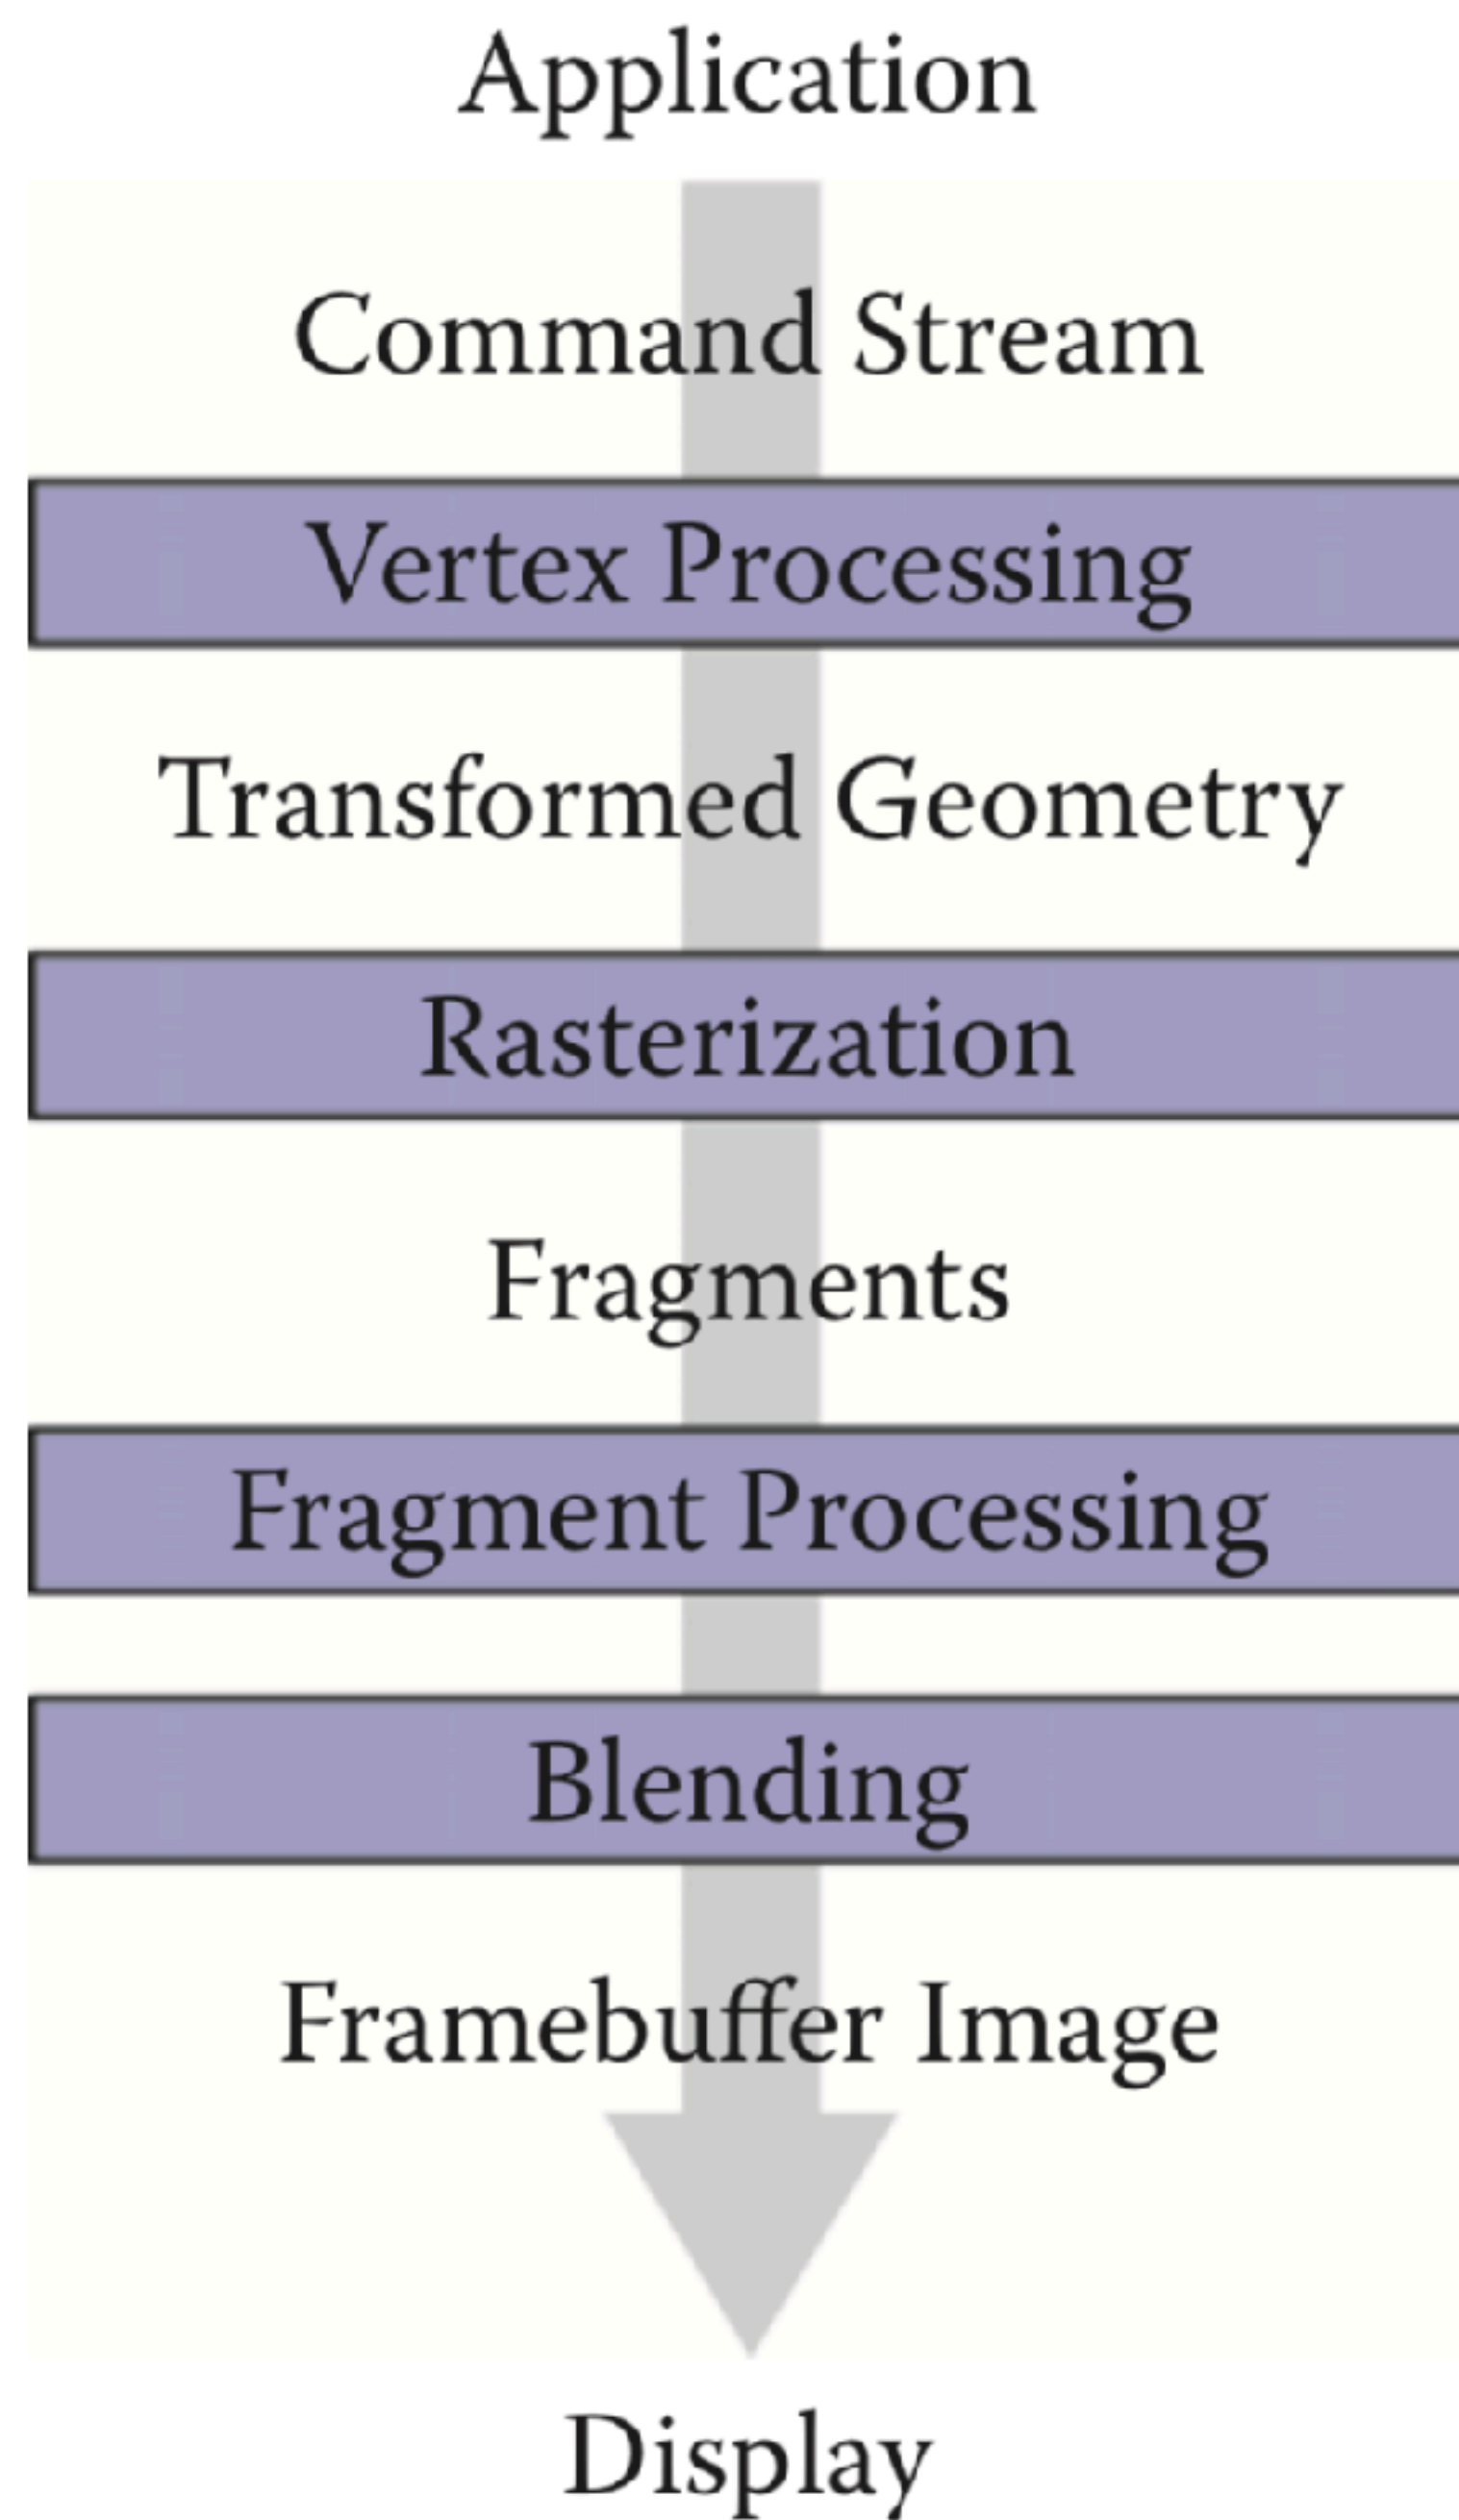 Application
Command Stream
Vertex Processing
Transformed Geometry
Rasterization
Fragments
Fragment Processing
Blending
Framebuffer Image
Display